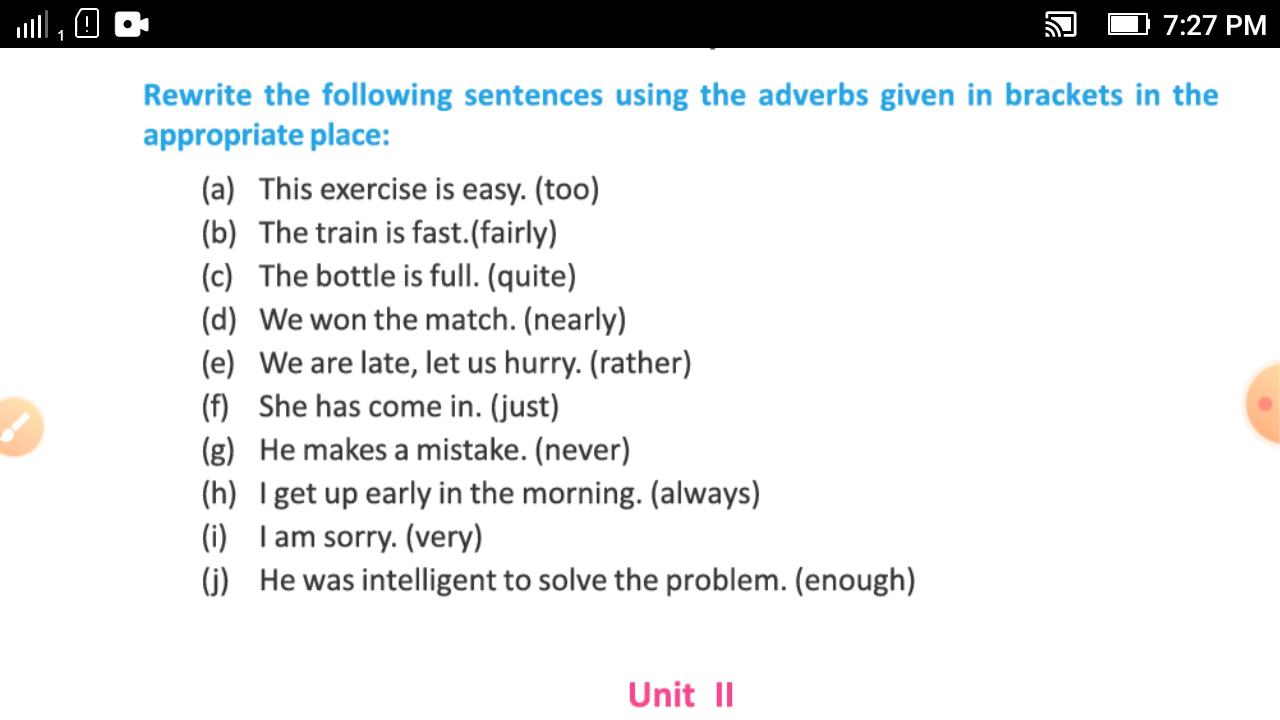 1 7:27 PM
Rewrite the following sentences using the adverbs given in brackets in the
appropriate place:
(a) This exercise is easy. (too)
(b) The train is fast.(fairly)
(c) The bottle is full. (quite)
(d) We won the match. (nearly)
(e) We are late, let us hurry. (rather)
(f) She has come in. (just)
(g) He makes a mistake. (never)
(h) I get up early in the morning. (always)
(i) I am sorry. (very)
(j) He was intelligent to solve the problem. (enough)
Unit II